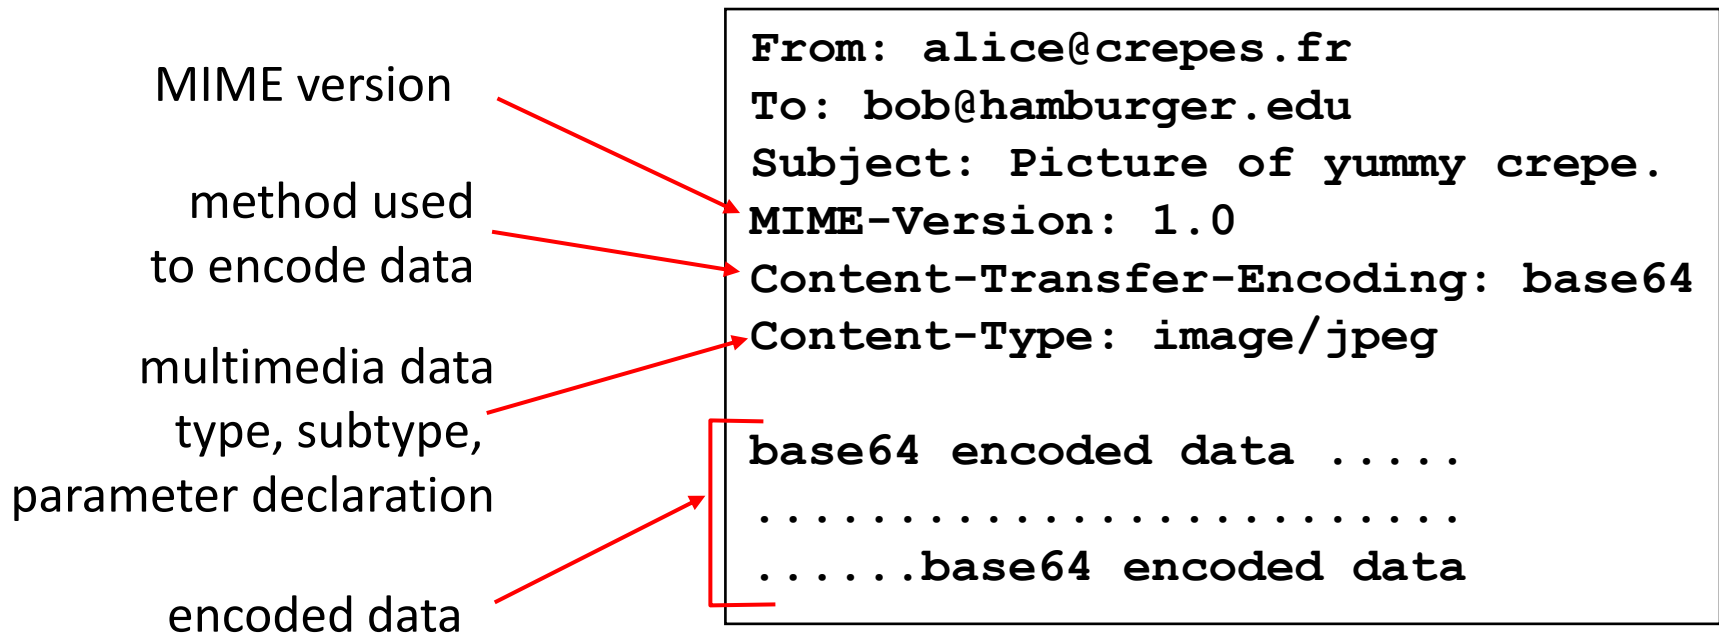 MIME version
method used
to encode data
multimedia data
type, subtype,
parameter declaration
encoded data
From: alice@crepes.fr
To: bob@hamburger.edu
Subject: Picture of yummy crepe.
MIME-Version: 1.0
Content-Transfer-Encoding: base64
Content-Type: image/jpeg
base64 encoded data .....
.........................
......base64 encoded data